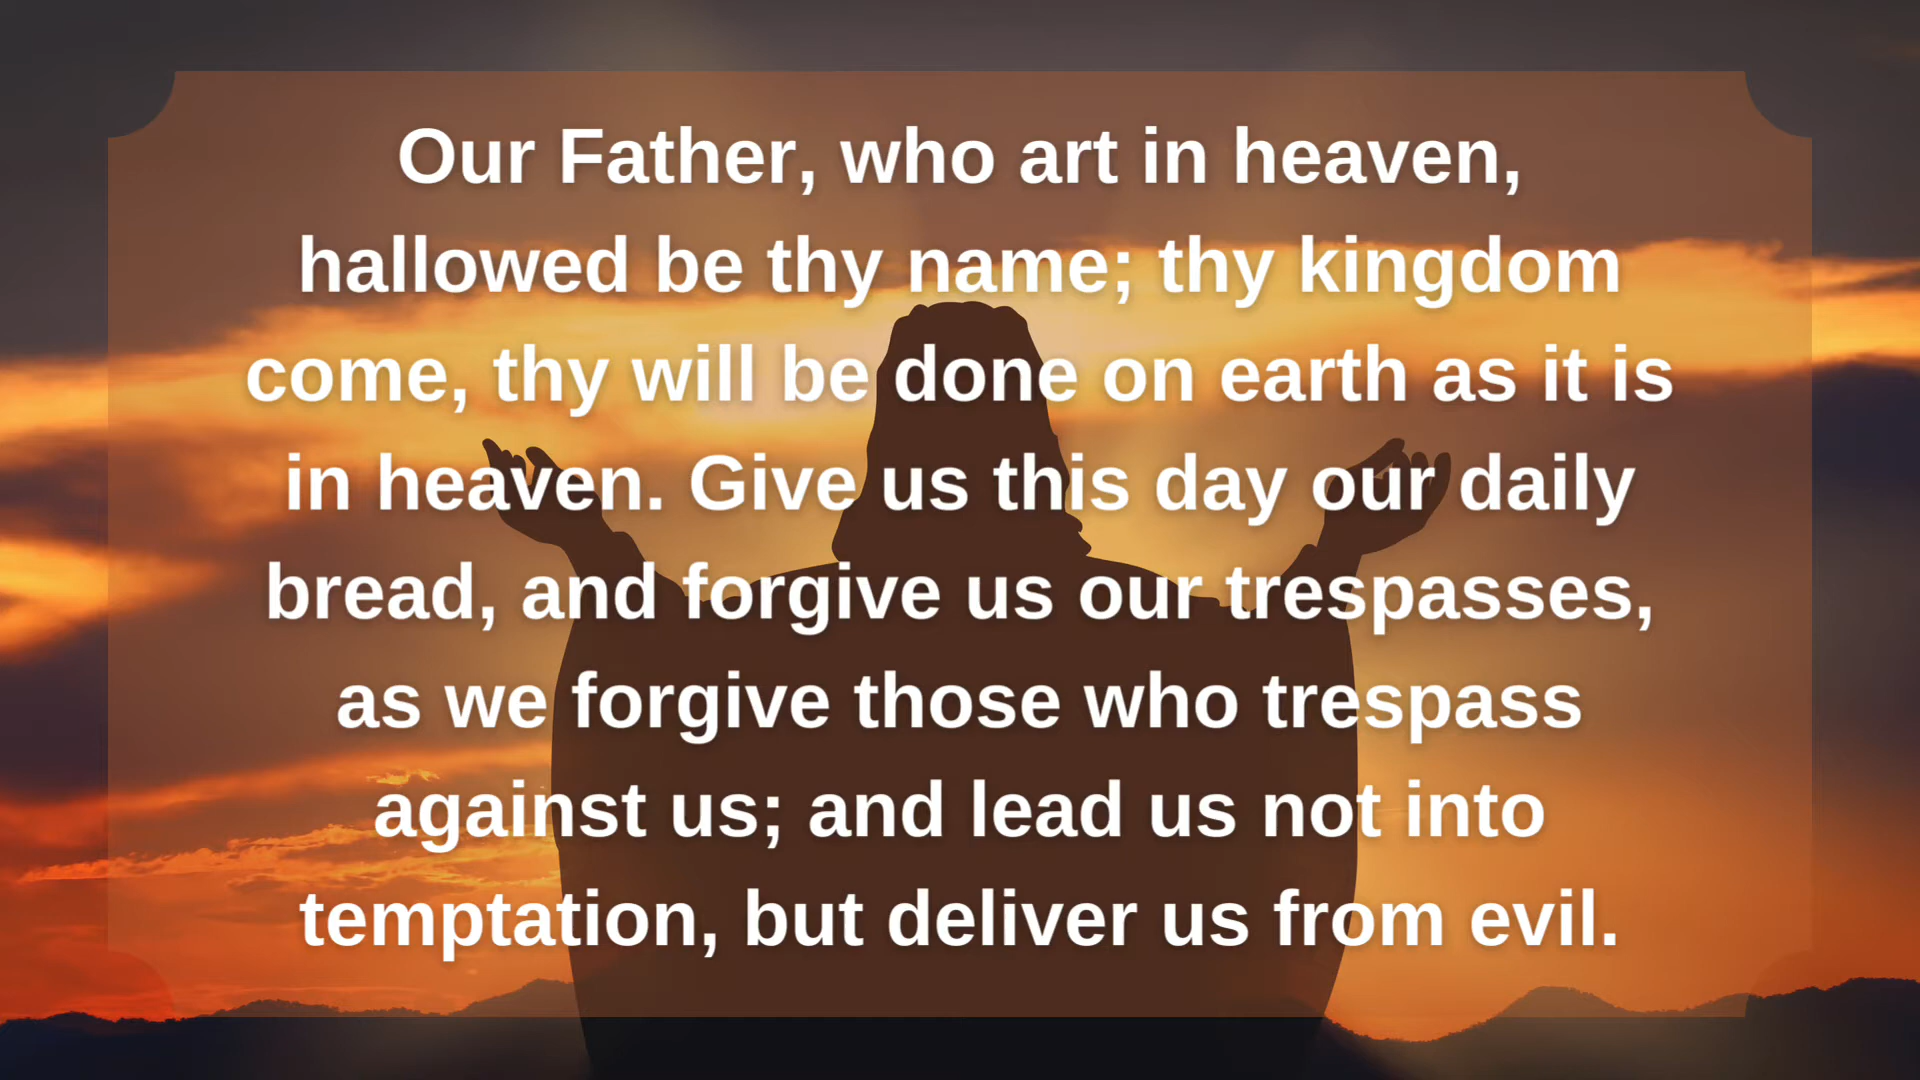 Our Father, who art in heaven,
hallowed be thy name; thy kingdom
come, thy will be done on earth as it is
in heaven. Give us this day our daily
bread, and forgive us our trespasses,
as we forgive those who trespass
against us; and lead us not into
temptation, but deliver us from evil.